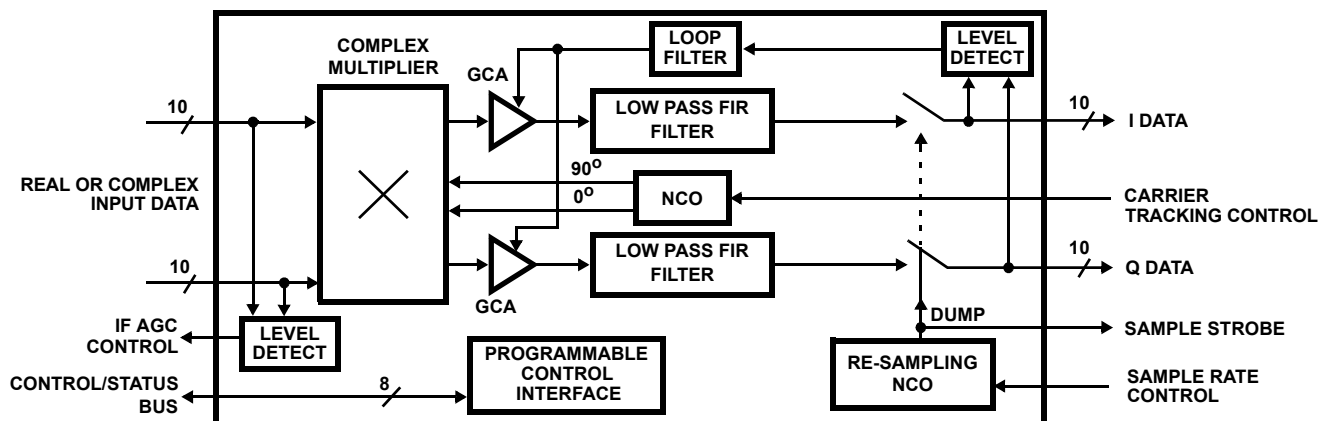 COMPLEX
MULTIPLIER
GCA
LOOP
FILTER
LEVEL
DETECT
10
LOW PASS FIR
FILTER
10
I DATA
REAL OR COMPLEX
INPUT DATA
90o
0o
NCO
CARRIER
TRACKING CONTROL
10
LOW PASS FIR
FILTER
10
Q DATA
GCA
IF AGC
CONTROL
LEVEL
DETECT
DUMP
SAMPLE STROBE
CONTROL/STATUS
BUS
8
PROGRAMMABLE
CONTROL
INTERFACE
RE-SAMPLING
NCO
SAMPLE RATE
CONTROL